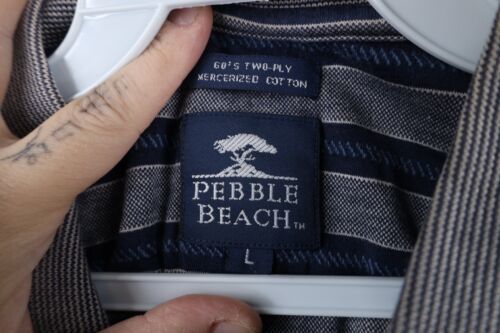 60'S TWO-PLY
MERCERIZED COTTON
PEBBLE
BEACH TM
L